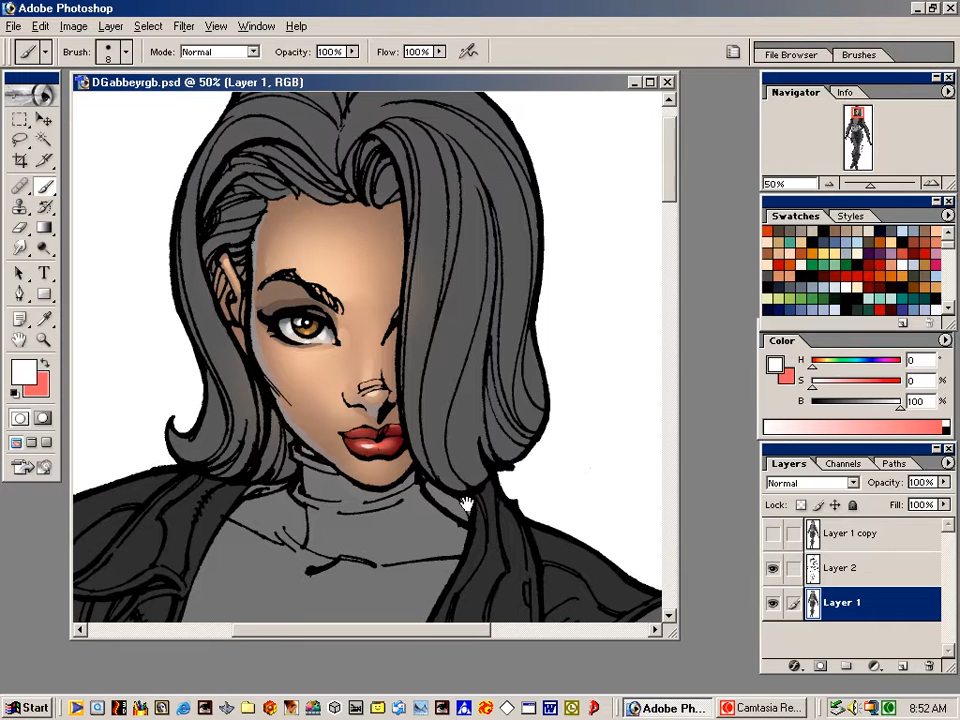 Adobe Photoshop
File Edit Image Layer Select Filter View Window Help
Brush: 8 Mode: Normal Opacity: 100% Flow: 100% File Browser Brushes
DGabbeyrgb.psd @ 50% (Layer 1, RGB)
Navigator Info
50%
Swatches Styles
Color
H 0 °
S 0 %
B 100 %
Layers Channels Paths
Normal Opacity: 100%
Lock: Fill: 100%
Layer 1 copy
Layer 2
Layer 1
Start Adobe Pho... Camtasia Re... 8:52 AM